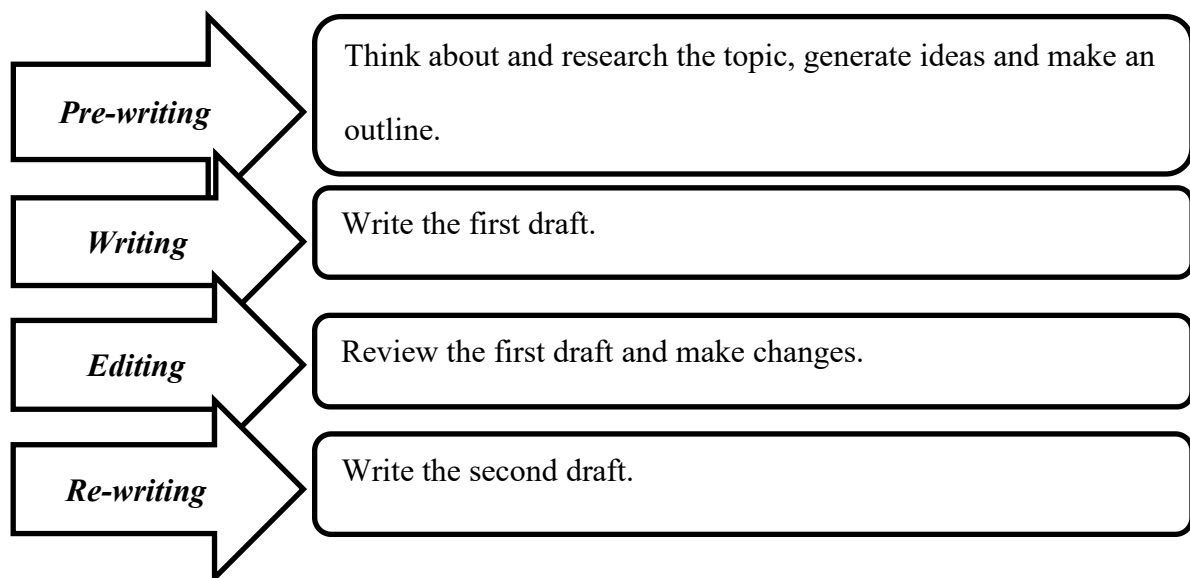 Pre-writing
Think about and research the topic, generate ideas and make an
outline.
Writing
Write the first draft.
Editing
Review the first draft and make changes.
Re-writing
Write the second draft.